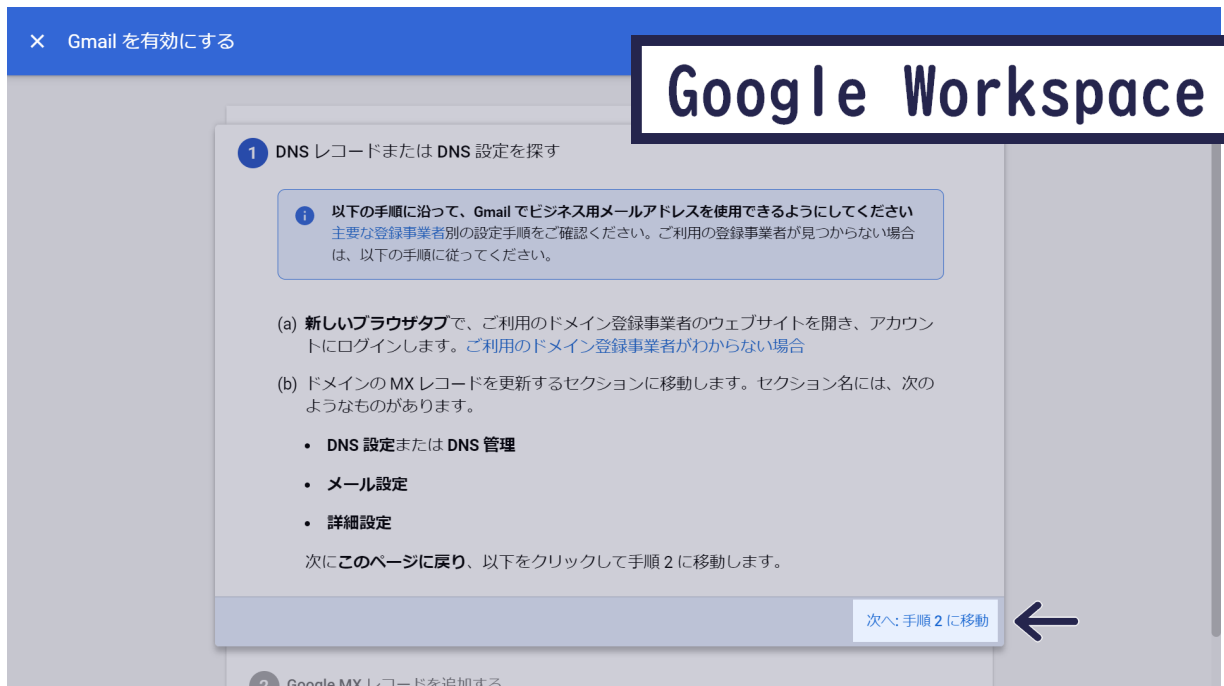 × Gmail を有効にする
Google Workspace
1 DNS レコードまたは DNS 設定を探す
以下の手順に沿って、Gmail でビジネス用メールアドレスを使用できるようにしてください
主要な登録事業者別の設定手順をご確認ください。ご利用の登録事業者が見つからない場合
は、以下の手順に従ってください。
(a) 新しいブラウザタブで、ご利用のドメイン登録事業者のウェブサイトを開き、アカウン
トにログインします。ご利用のドメイン登録事業者がわからない場合
(b) ドメインの MX レコードを更新するセクションに移動します。セクション名には、次の
ようなものがあります。
• DNS 設定または DNS 管理
• メール設定
• 詳細設定
次にこのページに戻り、以下をクリックして手順 2 に移動します。
次へ: 手順 2 に移動
2 Google MX レコードを追加する